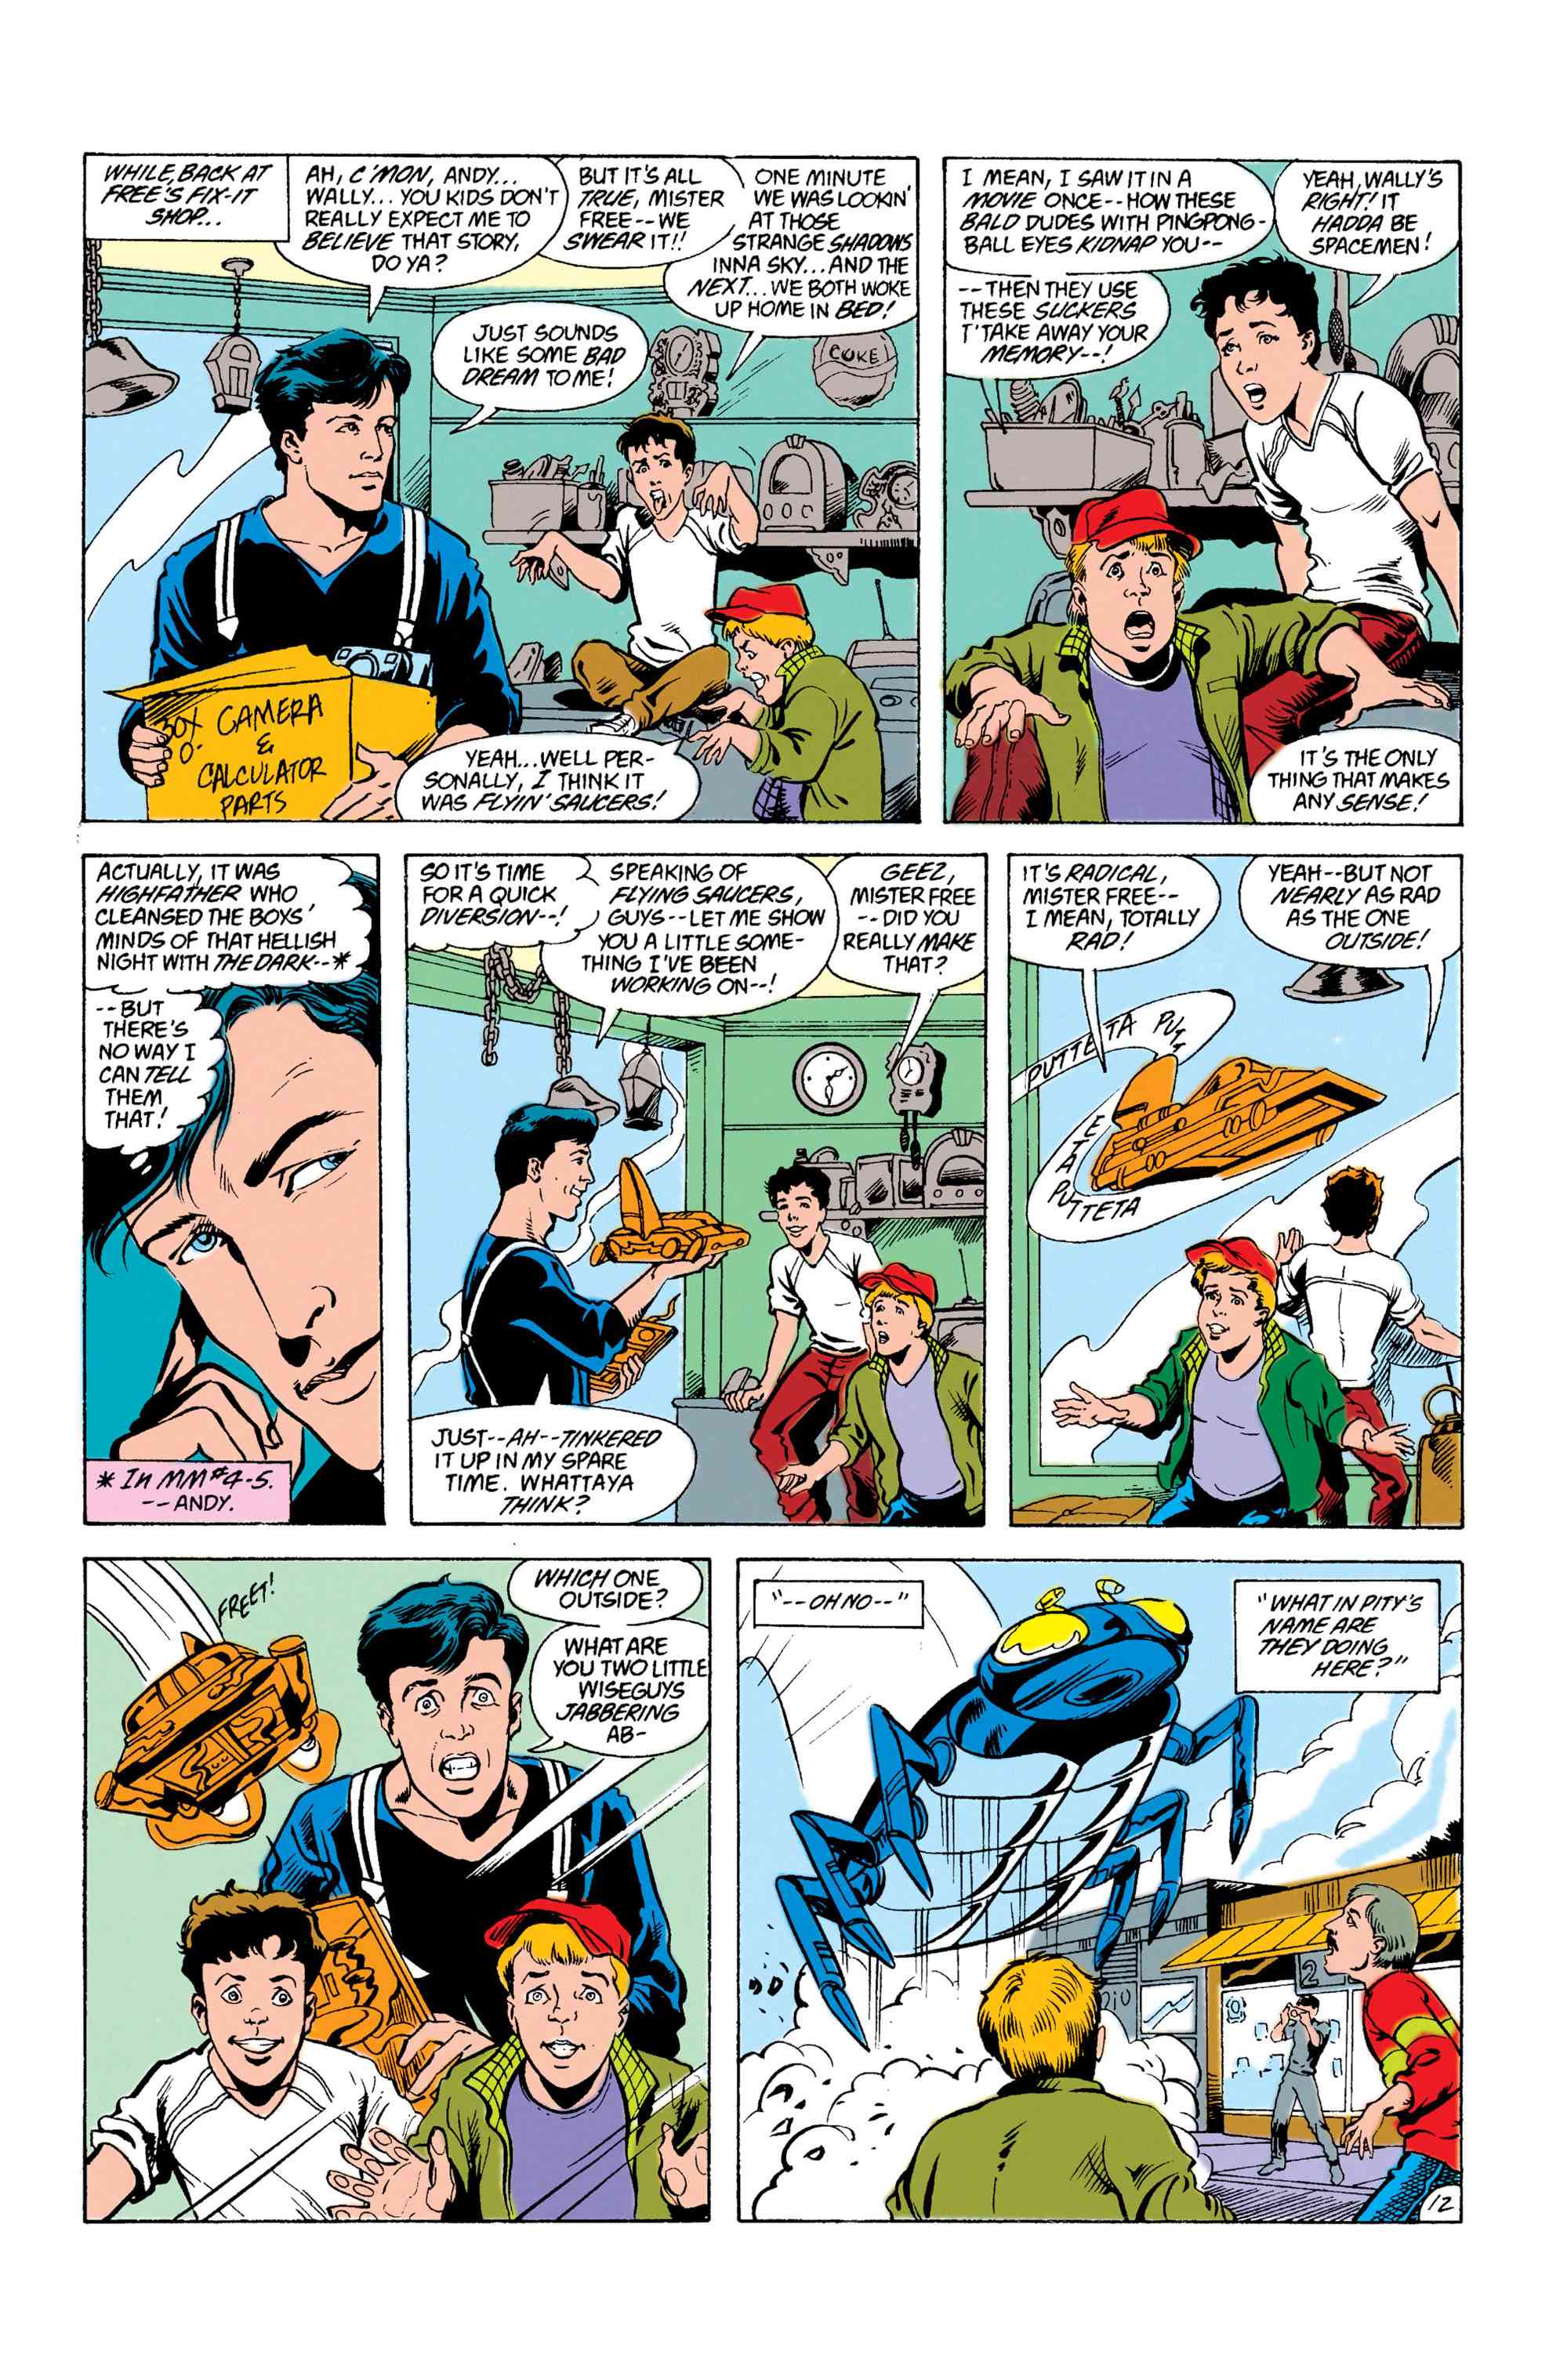 WHILE, BACK AT
FREE'S FIX-IT
SHOP...
AH, C'MON, ANDY...
WALLY... YOU KIDS DON'T
REALLY EXPECT ME TO
BELIEVE THAT STORY,
DO YA?
BUT IT'S ALL
TRUE, MISTER
FREE--WE
SWEAR IT!!
ONE MINUTE
WE WAS LOOKIN'
AT THOSE
STRANGE SHADOWS
INNA SKY...AND THE
NEXT...WE BOTH WOKE
UP HOME IN BED!
JUST SOUNDS
LIKE SOME BAD
DREAM TO ME!
COKE
CAMERA
&
CALCULATOR
PARTS
YEAH...WELL PER-
SONALLY, I THINK IT
WAS FLYIN' SAUCERS!
I MEAN, I SAW IT IN A
MOVIE ONCE--HOW THESE
BALD DUDES WITH PINGPONG-
BALL EYES KIDNAP YOU--
YEAH, WALLY'S
RIGHT! IT
HADDA BE
SPACEMEN!
--THEN THEY USE
THESE SUCKERS
T'TAKE AWAY YOUR
MEMORY--!
IT'S THE ONLY
THING THAT MAKES
ANY SENSE!
ACTUALLY, IT WAS
HIGHFATHER WHO
CLEANSED THE BOYS'
MINDS OF THAT HELLISH
NIGHT WITH THE DARK--*
--BUT
THERE'S
NO WAY I
CAN TELL
THEM
THAT!
* IN MM #4-5.
--ANDY.
SO IT'S TIME
FOR A QUICK
DIVERSION--!
SPEAKING OF
FLYING SAUCERS,
GUYS--LET ME SHOW
YOU A LITTLE SOME-
THING I'VE BEEN
WORKING ON--!
GEEZ,
MISTER FREE
--DID YOU
REALLY MAKE
THAT?
JUST--AH--TINKERED
IT UP IN MY SPARE
TIME. WHATTAYA
THINK?
IT'S RADICAL,
MISTER FREE--
I MEAN, TOTALLY
RAD!
YEAH--BUT NOT
NEARLY AS RAD
AS THE ONE
OUTSIDE!
PUTTETA PUTT
ETA PUTTETA
FREET!
WHICH ONE
OUTSIDE?
WHAT ARE
YOU TWO LITTLE
WISEGUYS
JABBERING
AB-
"--OH NO--"
"WHAT IN PITY'S
NAME ARE
THEY DOING
HERE?"
210
2
12